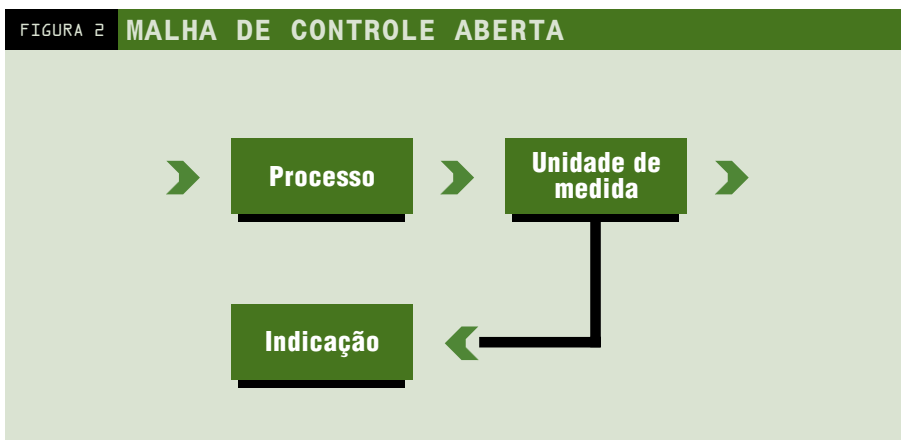 FIGURA 2 MALHA DE CONTROLE ABERTA
Processo
Unidade de
medida
Indicação